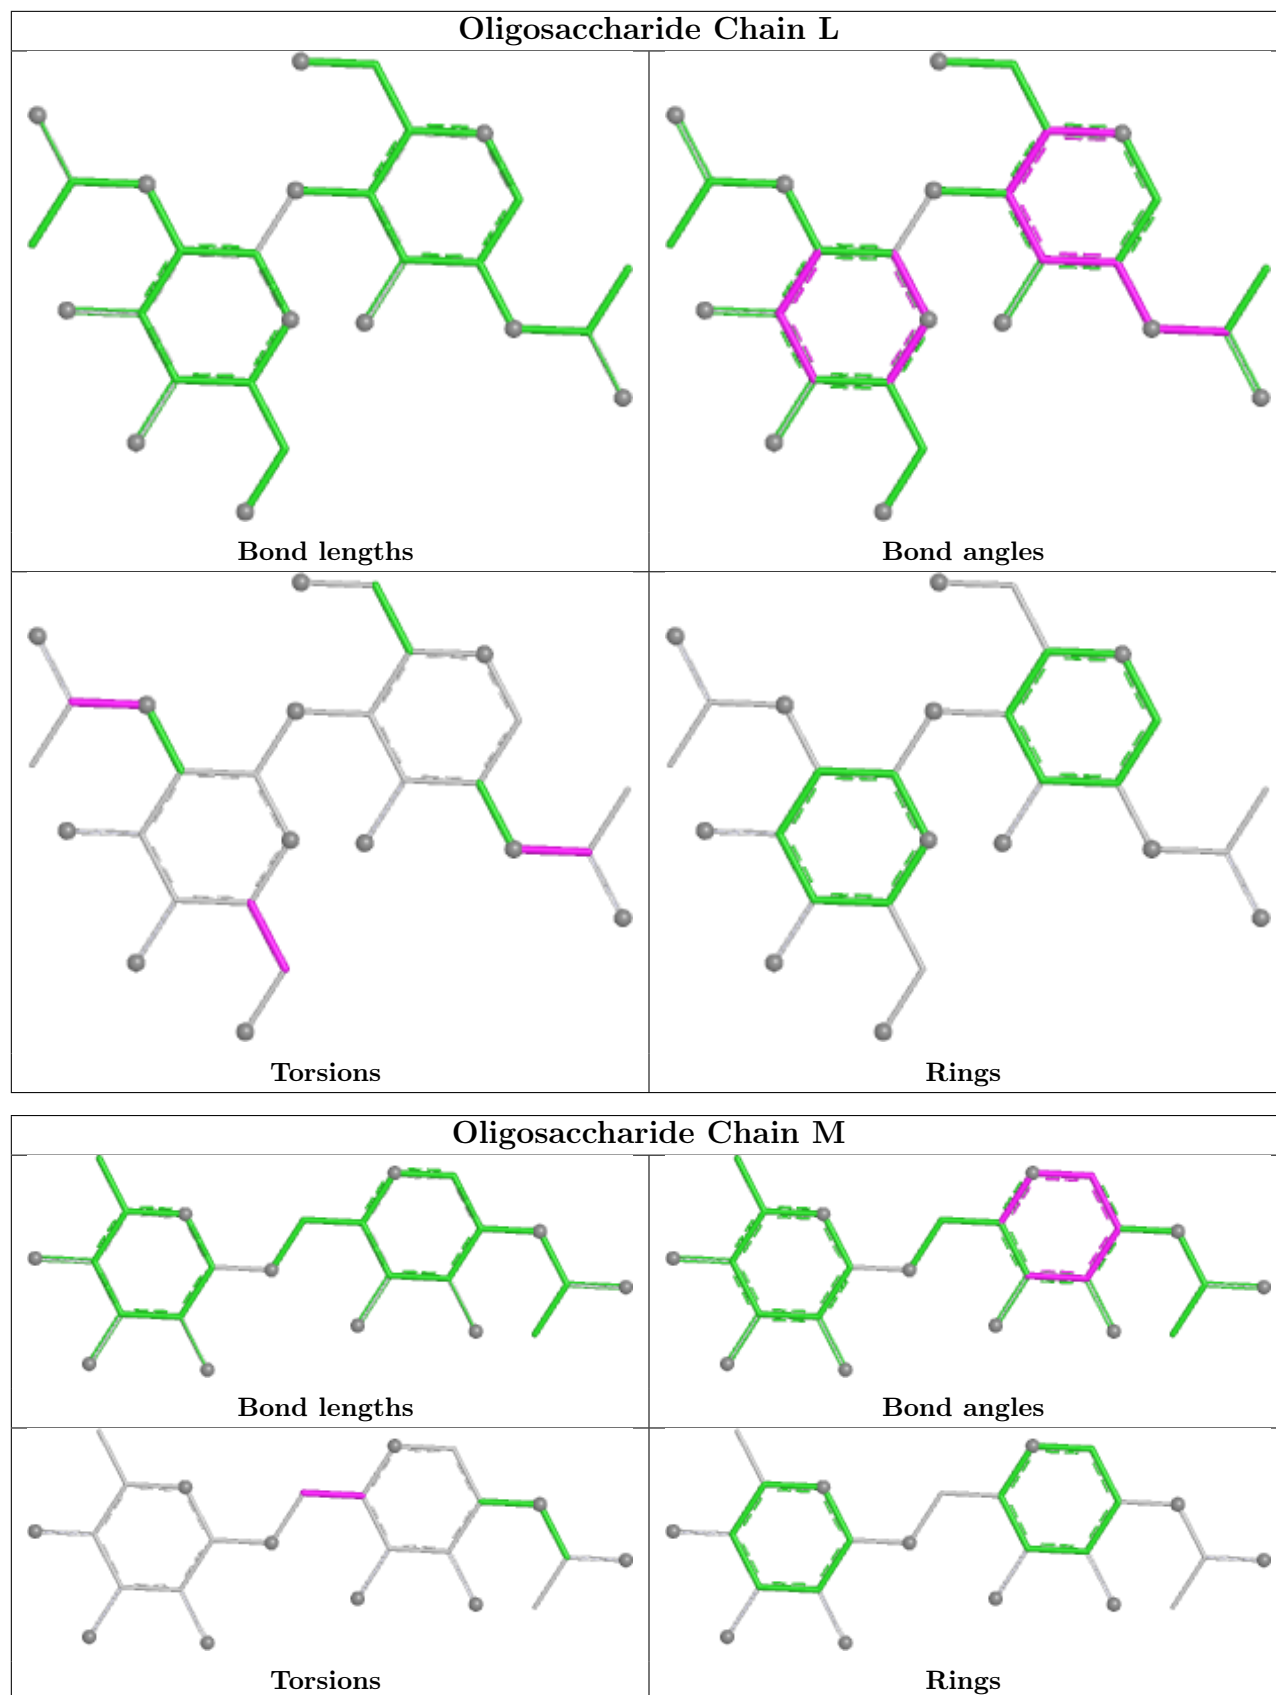 Oligosaccharide Chain L
Bond lengths
Bond angles
Torsions
Rings
Oligosaccharide Chain M
Bond lengths
Bond angles
Torsions
Rings